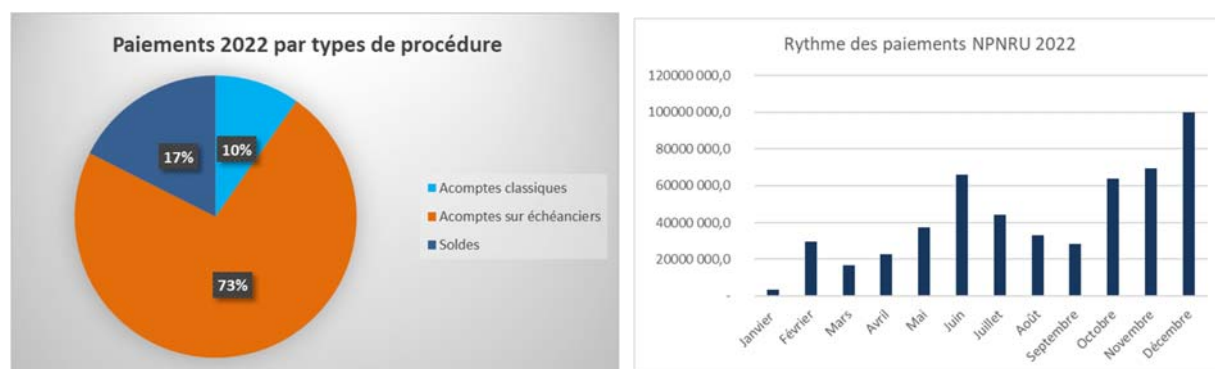 Paiements 2022 par types de procédure
10%
17%
73%
Acomptes classiques
Acomptes sur échéanciers
Soldes
Rythme des paiements NPNRU 2022
120000 000,0
100000 000,0
80000 000,0
60000 000,0
40000 000,0
20000 000,0
-
Janvier
Février
Mars
Avril
Mai
Juin
Juillet
Août
Septembre
Octobre
Novembre
Décembre